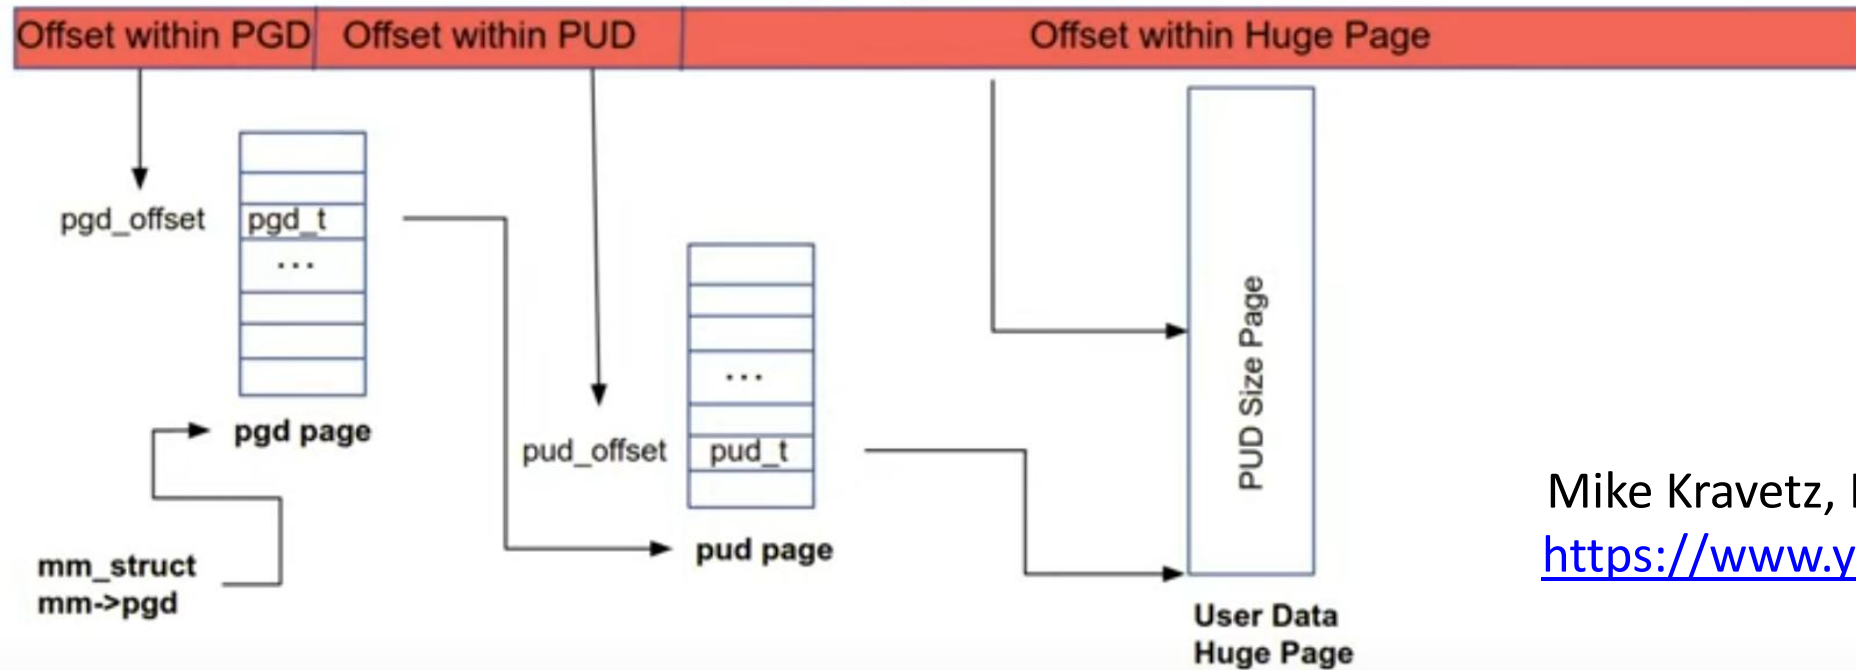 Offset within PGD
Offset within PUD
Offset within Huge Page
pgd_offset
pgd_t
...
pgd page
mm_struct
mm->pgd
...
pud_offset
pud_t
pud page
PUD Size Page
User Data
Huge Page
Mike Kravetz,
https://www.y